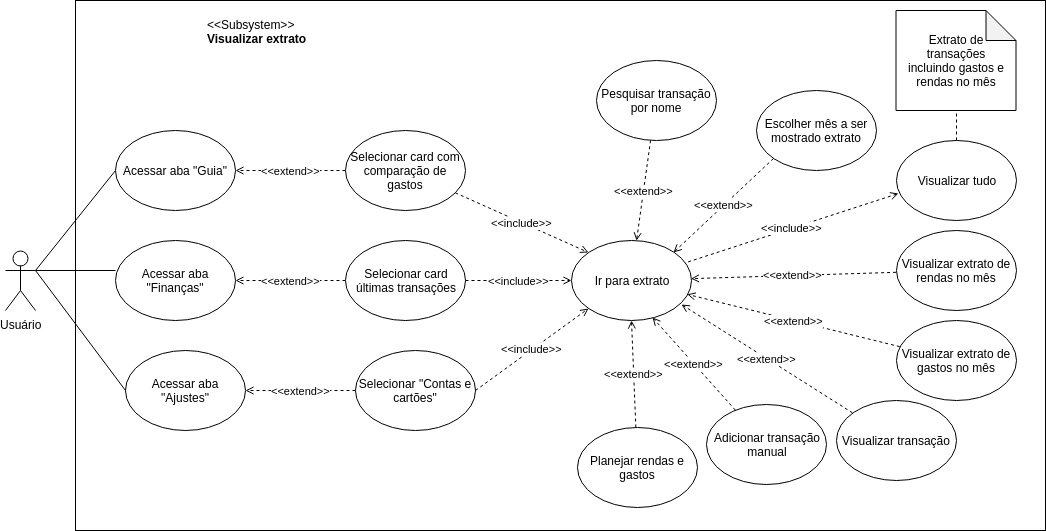 <<Subsystem>>
Visualizar extrato
Extrato de
transações
incluindo gastos e
rendas no mês
Pesquisar transação
por nome
Escolher mês a ser
mostrado extrato
Acessar aba "Guia"
<<extend>>
Selecionar card com
comparação de
gastos
<<extend>>
<<extend>>
Visualizar tudo
<<include>>
<<include>>
Usuário
Acessar aba
"Finanças"
<<extend>>
Selecionar card
últimas transações
<<include>>
Ir para extrato
<<extend>>
Visualizar extrato de
rendas no mês
<<extend>>
Visualizar extrato de
gastos no mês
<<include>>
<<extend>>
<<extend>>
<<extend>>
Acessar aba
"Ajustes"
<<extend>>
Selecionar "Contas e
cartões"
Planejar rendas e
gastos
Adicionar transação
manual
Visualizar transação